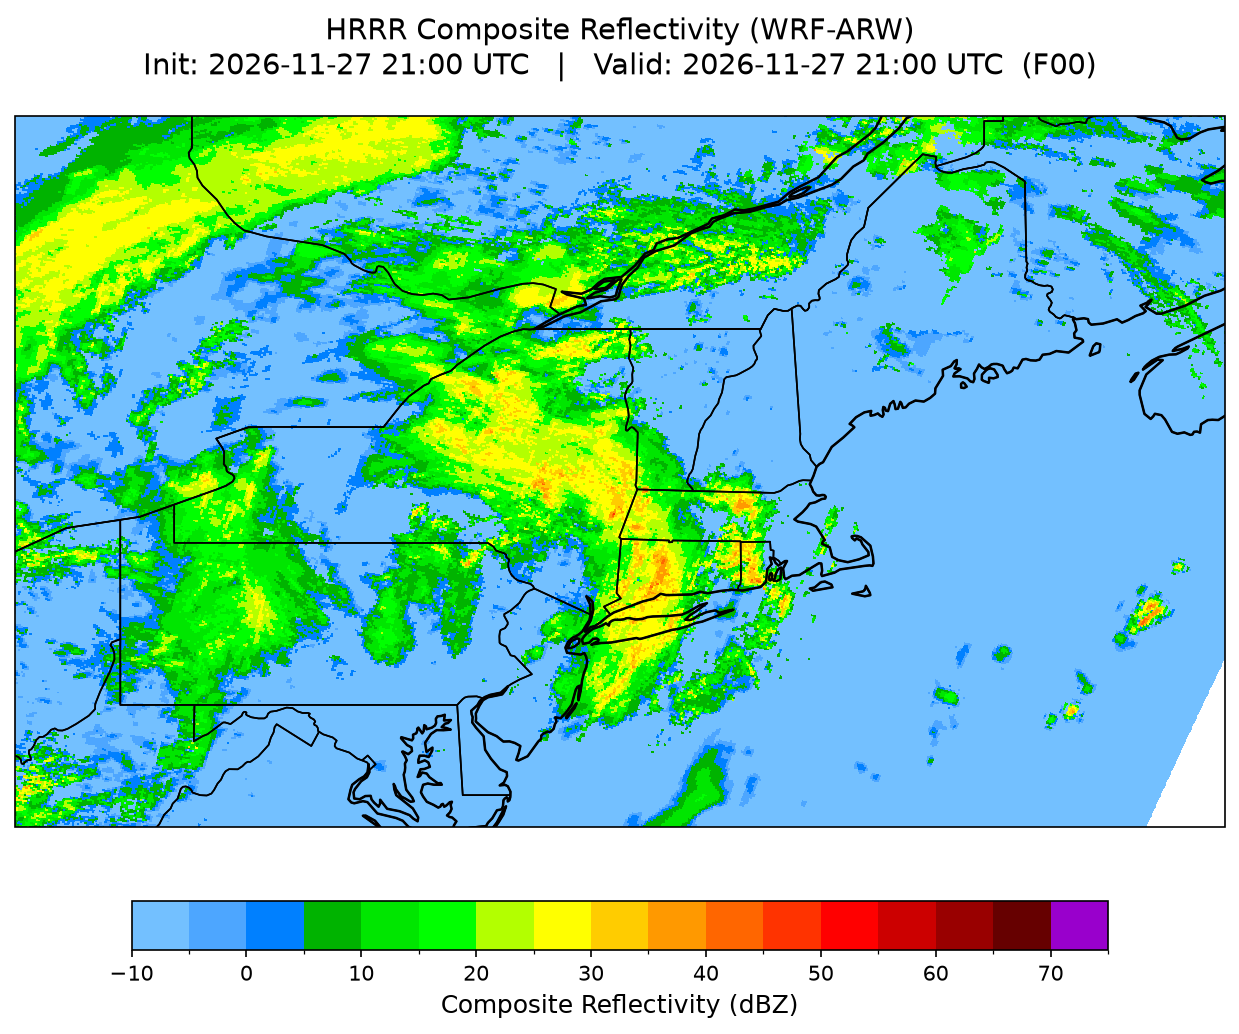 HRRR Composite Reflectivity (WRF-ARW)
Init: 2026-11-27 21:00 UTC   |   Valid: 2026-11-27 21:00 UTC  (F00)
−10 0 10 20 30 40 50 60 70
Composite Reflectivity (dBZ)